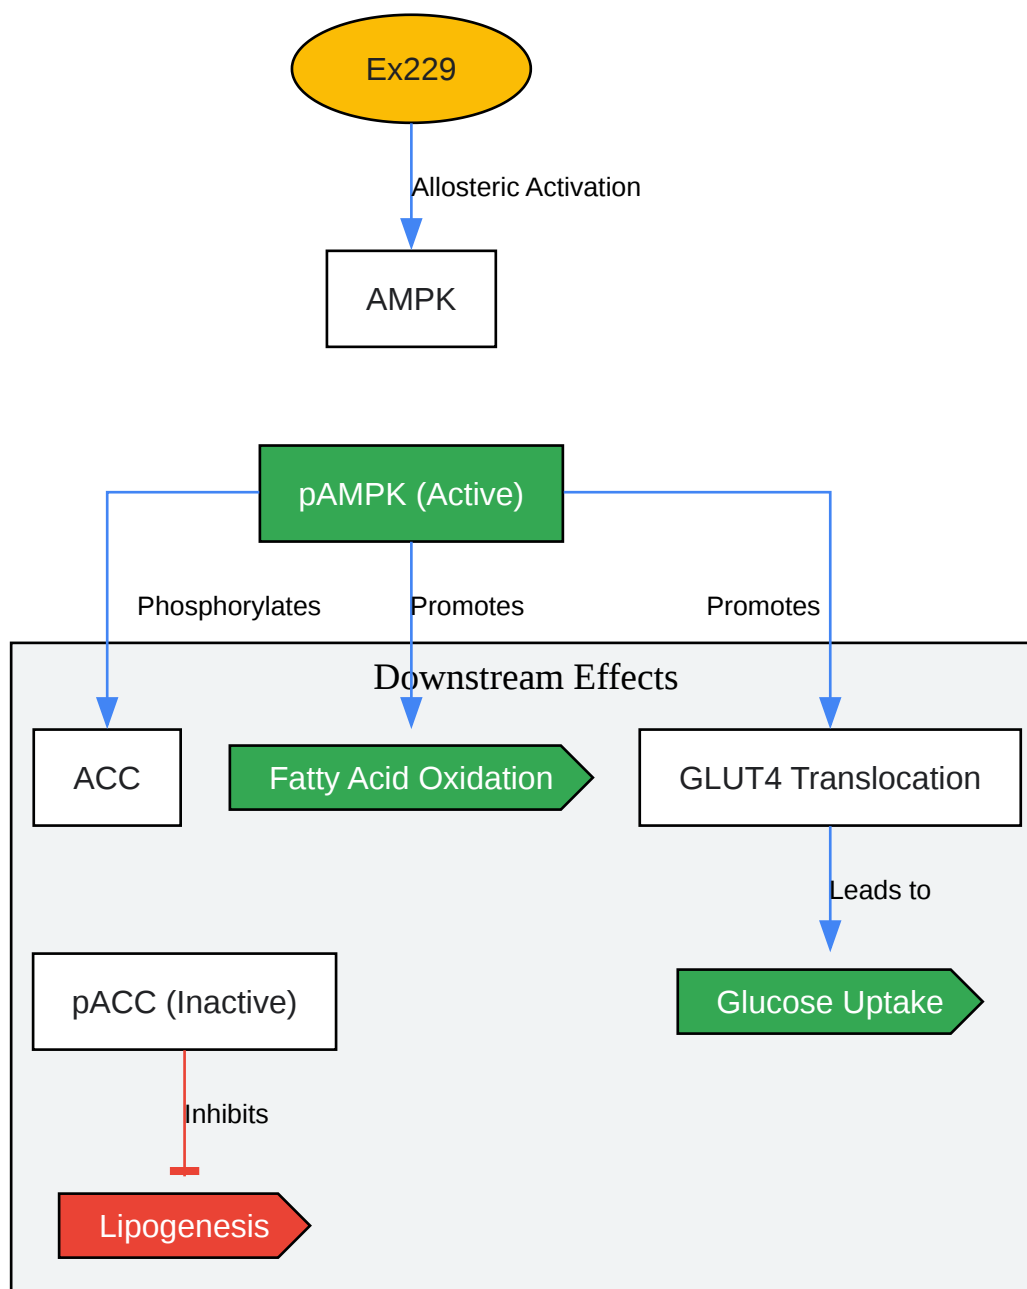 Ex229
Allosteric Activation
AMPK
pAMPK (Active)
Phosphorylates
Promotes
Promotes
Downstream Effects
ACC
Fatty Acid Oxidation
GLUT4 Translocation
Leads to
pACC (Inactive)
Glucose Uptake
Inhibits
Lipogenesis